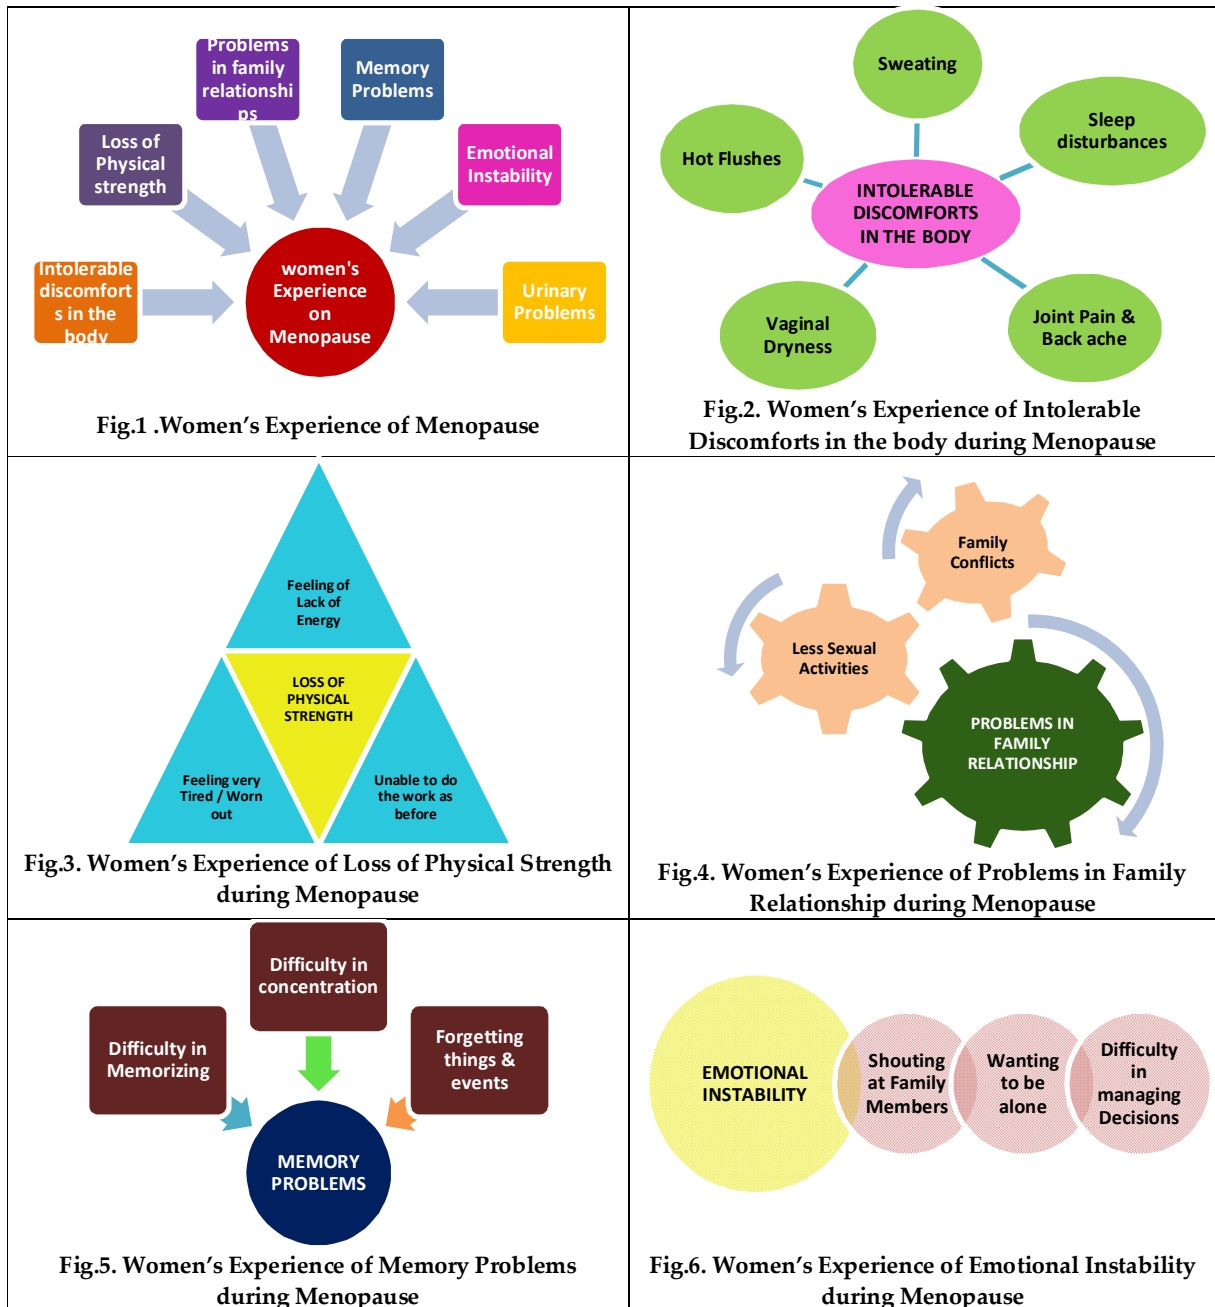 Problems
in family
relationshi
ps
Memory
Problems
Loss of
Physical
strength
Emotional
Instability
Intolerable
discomfort
s in the
body
women's
Experience
on
Menopause
Urinary
Problems
Fig.1 .Women’s Experience of Menopause
Sweating
Hot Flushes
Sleep
disturbances
INTOLERABLE
DISCOMFORTS
IN THE BODY
Vaginal
Dryness
Joint Pain &
Back ache
Fig.2. Women’s Experience of Intolerable
Discomforts in the body during Menopause
Feeling of
Lack of
Energy
LOSS OF
PHYSICAL
STRENGTH
Feeling very
Tired / Worn
out
Unable to do
the work as
before
Fig.3. Women’s Experience of Loss of Physical Strength
during Menopause
Family
Conflicts
Less Sexual
Activities
PROBLEMS IN
FAMILY
RELATIONSHIP
Fig.4. Women’s Experience of Problems in Family
Relationship during Menopause
Difficulty in
concentration
Difficulty in
Memorizing
Forgetting
things &
events
MEMORY
PROBLEMS
Fig.5. Women’s Experience of Memory Problems
during Menopause
EMOTIONAL
INSTABILITY
Shouting
at Family
Members
Wanting
to be
alone
Difficulty
in
managing
Decisions
Fig.6. Women’s Experience of Emotional Instability
during Menopause